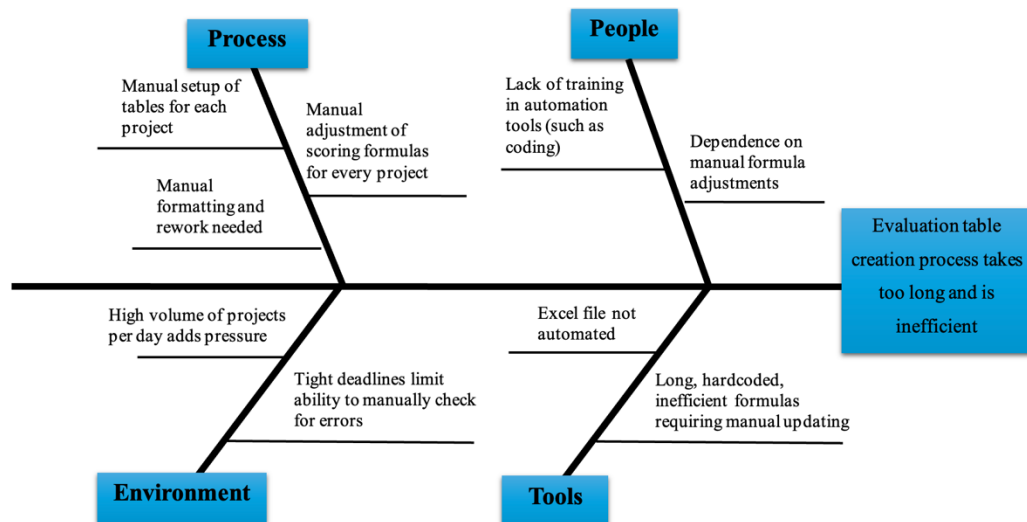 Process
People
Manual setup of
tables for each
project
Manual
adjustment of
scoring formulas
for every project
Manual
formatting and
rework needed
Lack of training
in automation
tools (such as
coding)
Dependence on
manual formula
adjustments
Evaluation table
creation process takes
too long and is
inefficient
High volume of projects
per day adds pressure
Tight deadlines limit
ability to manually check
for errors
Excel file not
automated
Long, hardcoded,
inefficient formulas
requiring manual updating
Environment
Tools